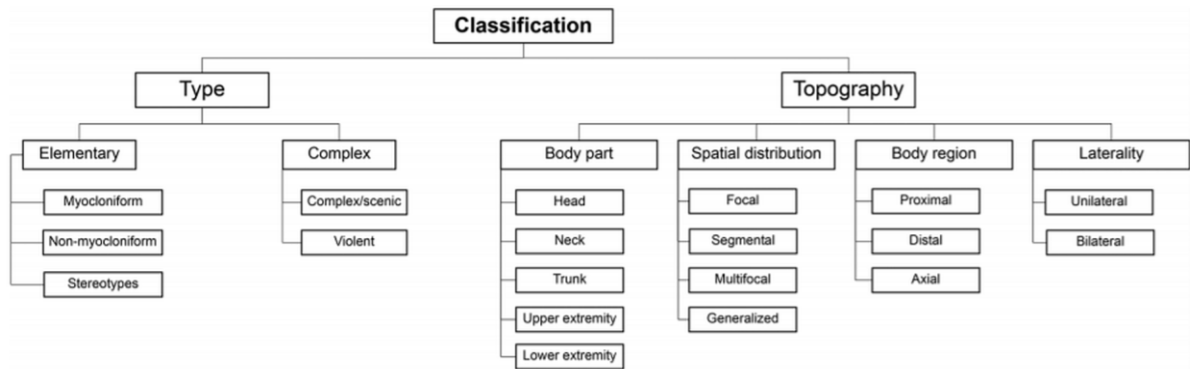 Classification
Type
Topography
Elementary
Complex
Body part
Spatial distribution
Body region
Laterality
Myocloniform
Complex/scenic
Head
Focal
Proximal
Unilateral
Non-myocloniform
Violent
Neck
Segmental
Distal
Bilateral
Stereotypes
Trunk
Multifocal
Axial
Upper extremity
Generalized
Lower extremity